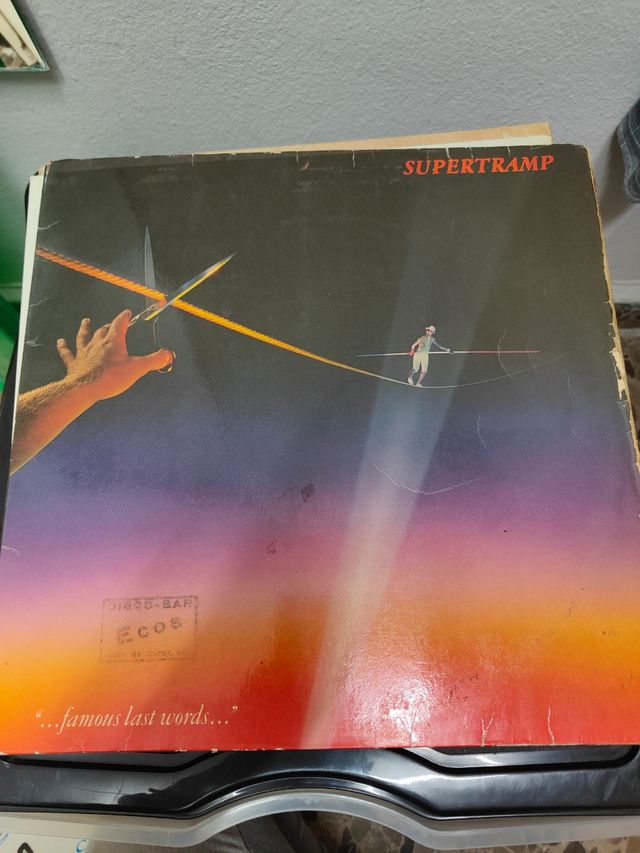 SUPERTRAMP
DISCO-BAR
ECOS
"...famous last words..."